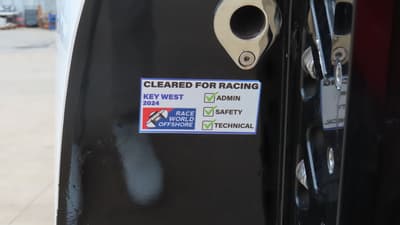 CLEARED FOR RACING
KEY WEST
2024
RACE
WORLD
OFFSHORE
ADMIN
SAFETY
TECHNICAL